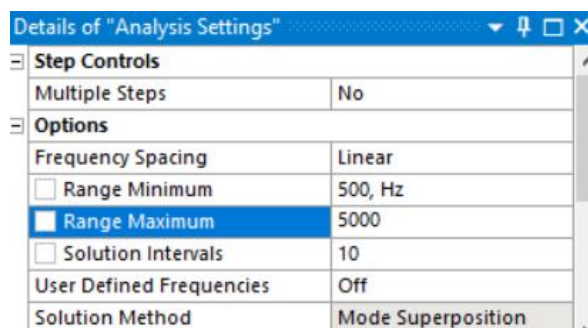 Details of "Analysis Settings"
Step Controls
Multiple Steps No
Options
Frequency Spacing Linear
Range Minimum 500, Hz
Range Maximum 5000
Solution Intervals 10
User Defined Frequencies Off
Solution Method Mode Superposition